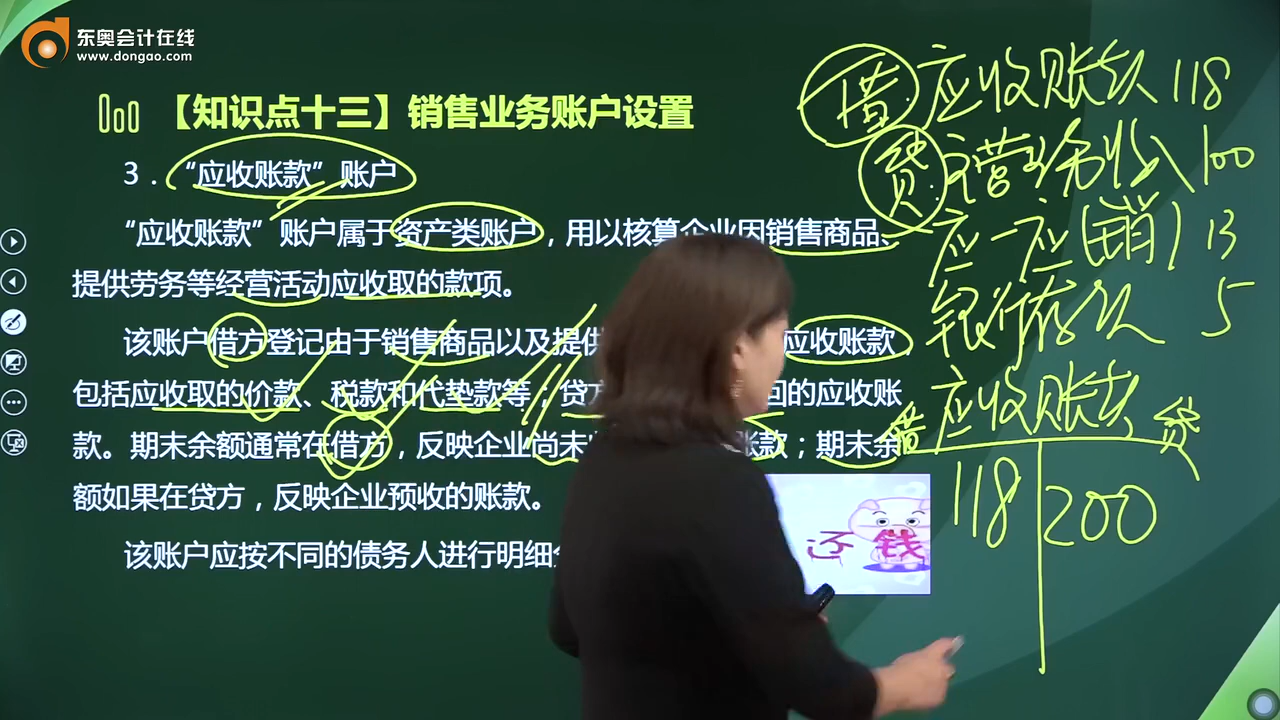 东奥会计在线
www.dongao.com
【知识点十三】销售业务账户设置
3．“应收账款”账户
“应收账款”账户属于资产类账户，用以核算企业因销售商品、
提供劳务等经营活动应收取的款项。
该账户借方登记由于销售商品以及提供 应收账款，
包括应收取的价款、税款和代垫款等；贷方 回的应收账
款。期末余额通常在借方，反映企业尚未 账款；期末余
额如果在贷方，反映企业预收的账款。
该账户应按不同的债务人进行明细
还钱
借 应收账款 118
贷 主营业务收入 100
应 应(销) 13
银行存款 5
应收账款
借 贷
118 200